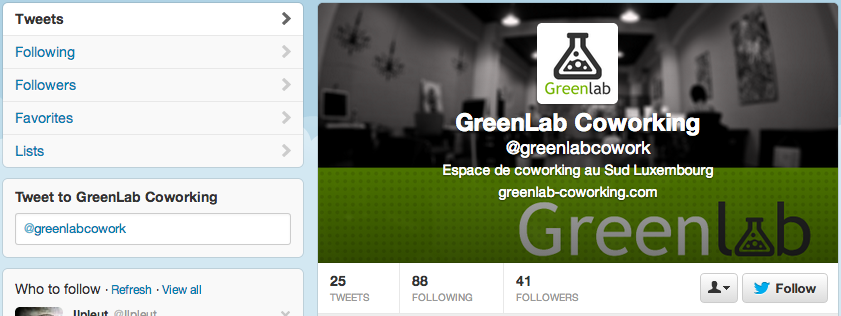 Tweets
Following
Followers
Favorites
Lists
Tweet to GreenLab Coworking
@greenlabcowork
Who to follow · Refresh · View all
Greenlab
GreenLab Coworking
@greenlabcowork
Espace de coworking au Sud Luxembourg
greenlab-coworking.com
Greenlab
25
TWEETS
88
FOLLOWING
41
FOLLOWERS
Follow